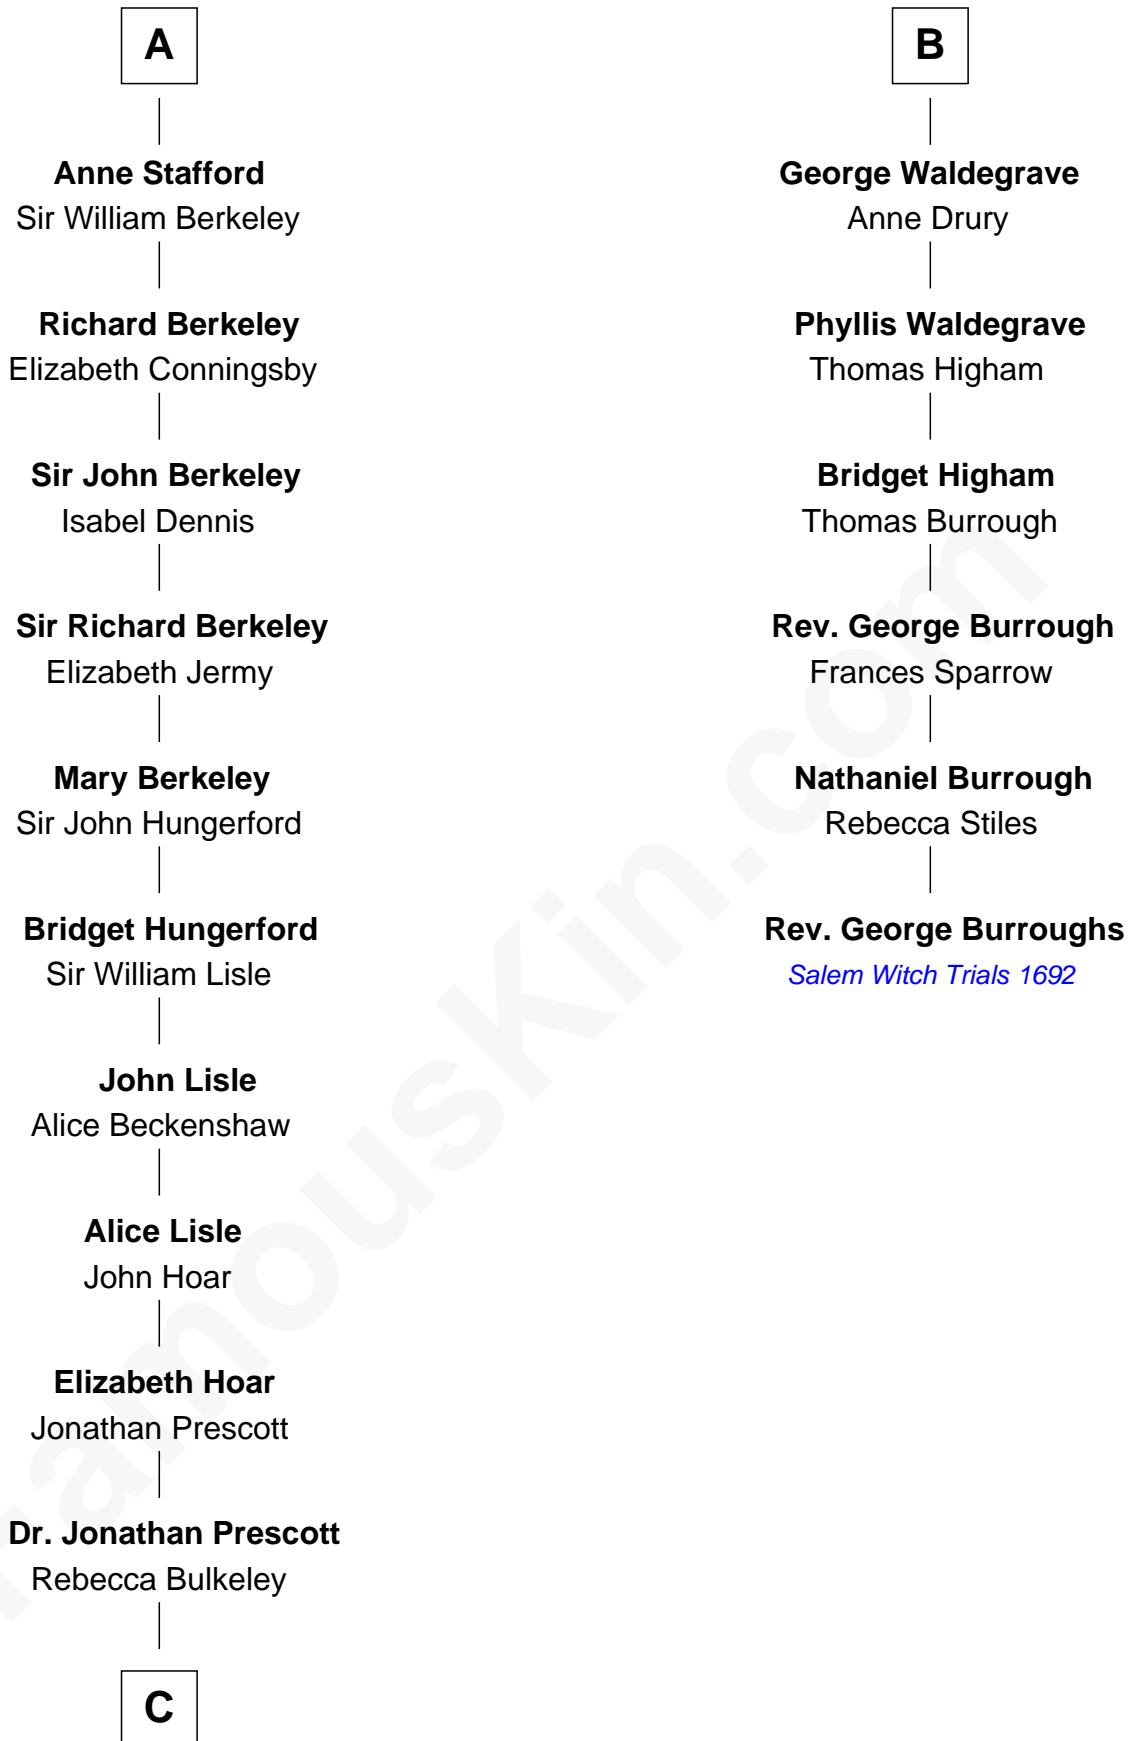 A
Anne Stafford
Sir William Berkeley
Richard Berkeley
Elizabeth Conningsby
Sir John Berkeley
Isabel Dennis
Sir Richard Berkeley
Elizabeth Jermy
Mary Berkeley
Sir John Hungerford
Bridget Hungerford
Sir William Lisle
John Lisle
Alice Beckenshaw
Alice Lisle
John Hoar
Elizabeth Hoar
Jonathan Prescott
Dr. Jonathan Prescott
Rebecca Bulkeley
C
B
George Waldegrave
Anne Drury
Phyllis Waldegrave
Thomas Higham
Bridget Higham
Thomas Burrough
Rev. George Burrough
Frances Sparrow
Nathaniel Burrough
Rebecca Stiles
Rev. George Burroughs
Salem Witch Trials 1692
FamousKin.com